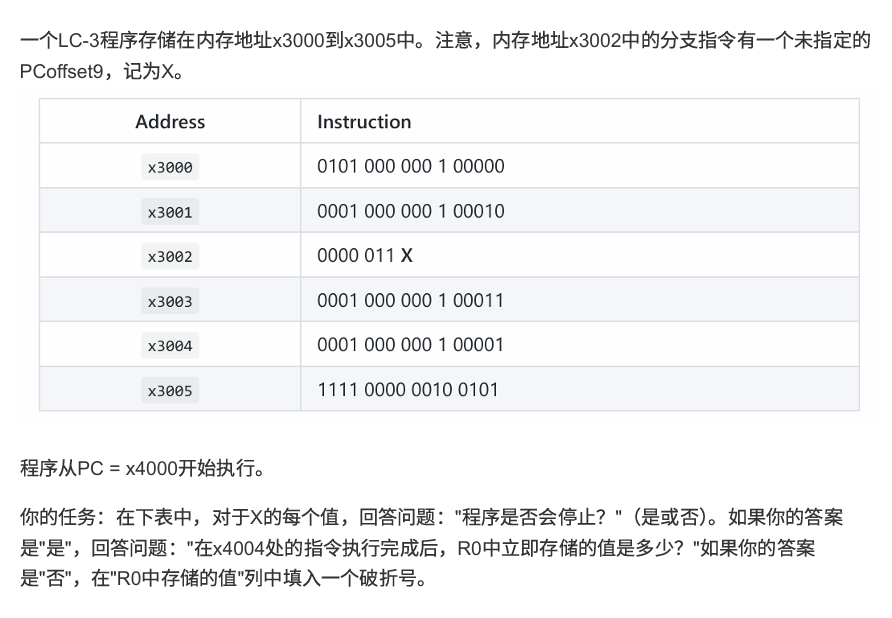 一个LC-3程序存储在内存地址x3000到x3005中。注意，内存地址x3002中的分支指令有一个未指定的
PCoffset9，记为X。
Address Instruction
x3000 0101 000 000 1 00000
x3001 0001 000 000 1 00010
x3002 0000 011 X
x3003 0001 000 000 1 00011
x3004 0001 000 000 1 00001
x3005 1111 0000 0010 0101
程序从PC = x4000开始执行。
你的任务：在下表中，对于X的每个值，回答问题："程序是否会停止？"（是或否）。如果你的答案
是"是"，回答问题："在x4004处的指令执行完成后，R0中立即存储的值是多少？"如果你的答案
是"否"，在"R0中存储的值"列中填入一个破折号。